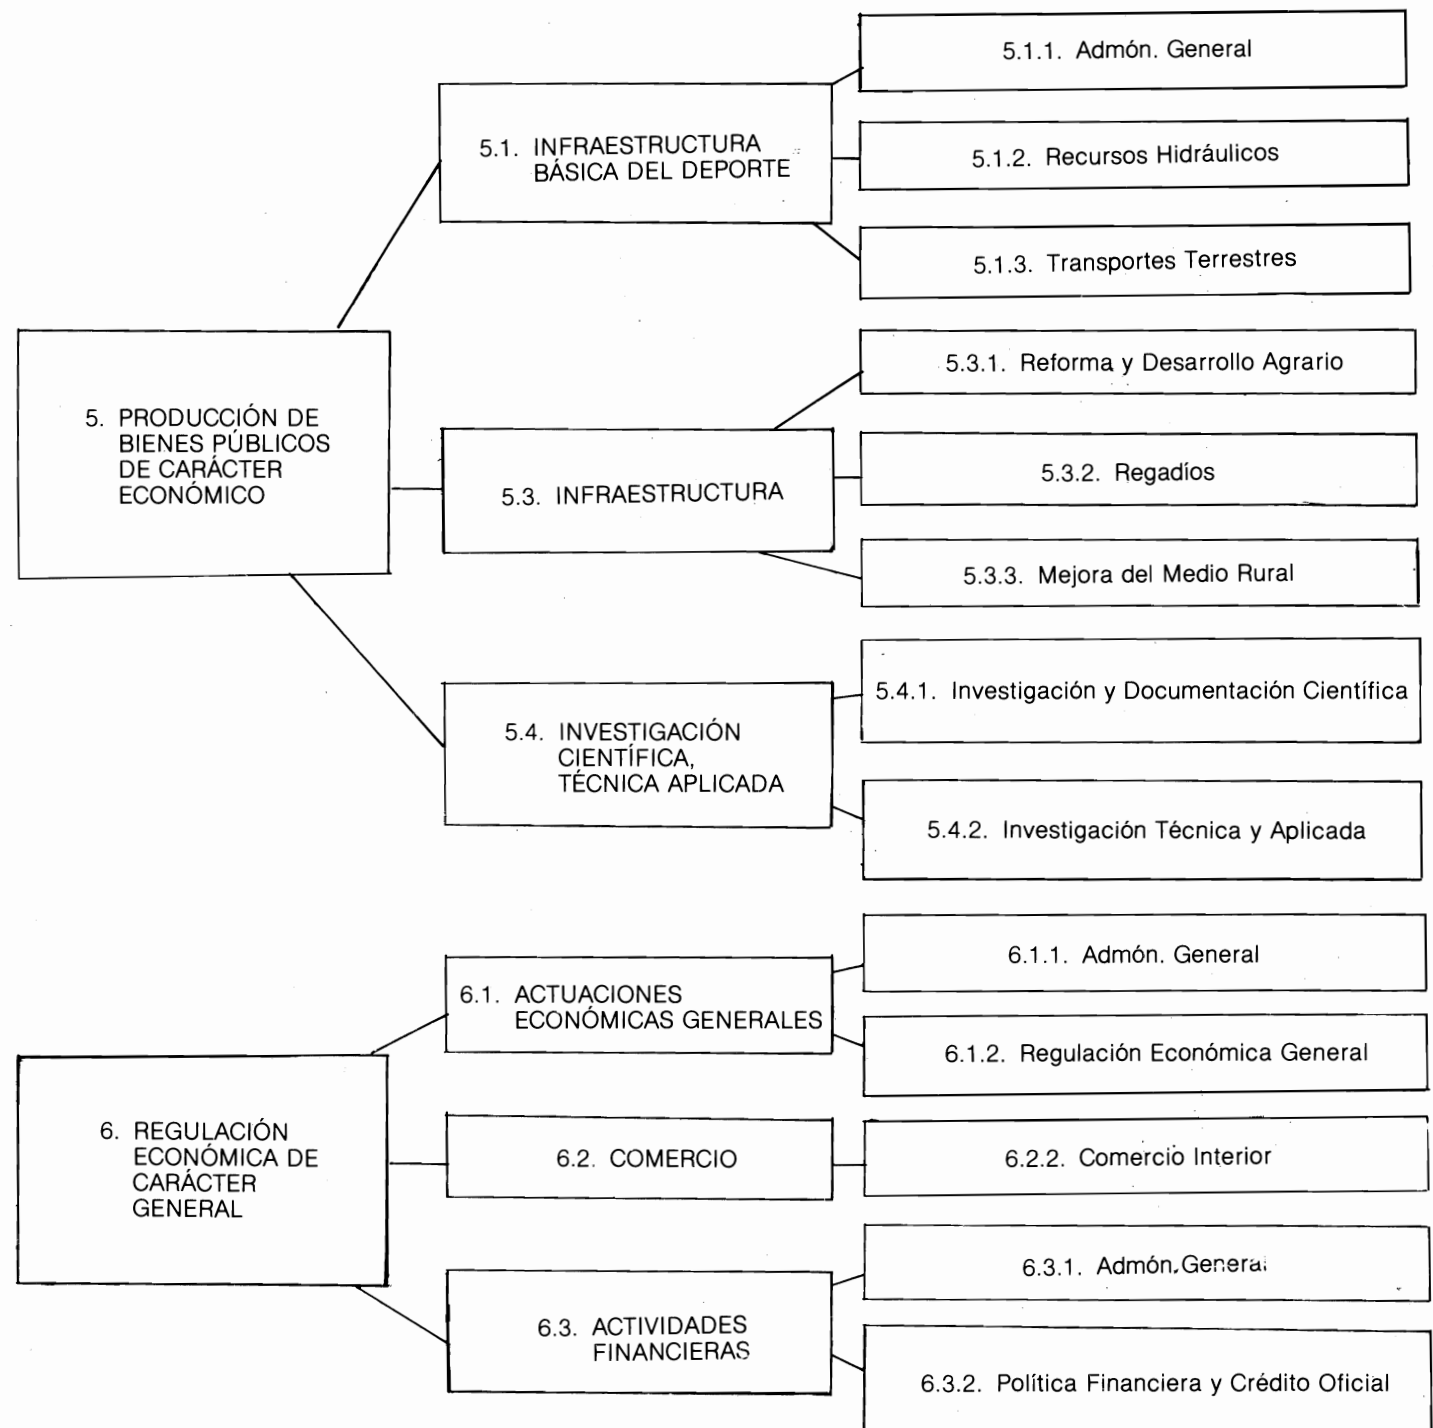 5.1.1. Admón. General
5.1. INFRAESTRUCTURA
BÁSICA DEL DEPORTE
5.1.2. Recursos Hidráulicos
5.1.3. Transportes Terrestres
5. PRODUCCIÓN DE
BIENES PÚBLICOS
DE CARÁCTER
ECONÓMICO
5.3.1. Reforma y Desarrollo Agrario
5.3. INFRAESTRUCTURA
5.3.2. Regadíos
5.3.3. Mejora del Medio Rural
5.4. INVESTIGACIÓN
CIENTÍFICA,
TÉCNICA APLICADA
5.4.1. Investigación y Documentación Científica
5.4.2. Investigación Técnica y Aplicada
6. REGULACIÓN
ECONÓMICA DE
CARÁCTER
GENERAL
6.1. ACTUACIONES
ECONÓMICAS GENERALES
6.1.1. Admón. General
6.1.2. Regulación Económica General
6.2. COMERCIO
6.2.2. Comercio Interior
6.3. ACTIVIDADES
FINANCIERAS
6.3.1. Admón. General
6.3.2. Política Financiera y Crédito Oficial